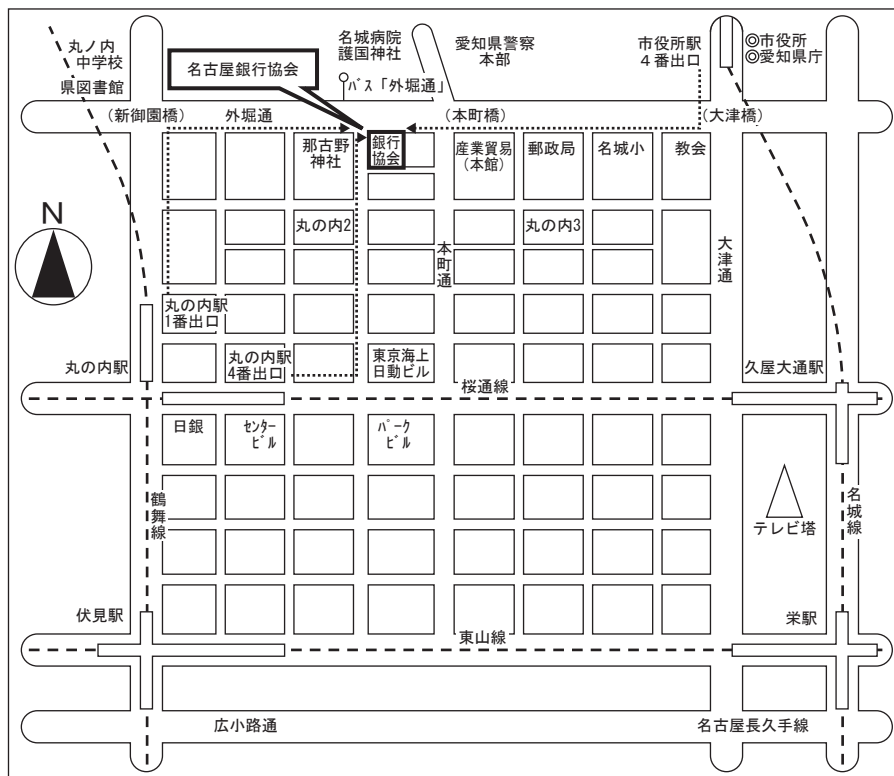 丸ノ内
中学校
県図書館
名古屋銀行協会
名城病院
護国神社
バス「外堀通」
愛知県警察
本部
市役所駅
４番出口
◎市役所
◎愛知県庁
(新御園橋)
外堀通
(本町橋)
(大津橋)
那古野
神社
銀行
協会
産業貿易
(本館)
郵政局
名城小
教会
N
丸の内2
本町通
丸の内3
大津通
丸の内駅
1番出口
丸の内駅
丸の内駅
4番出口
東京海上
日動ビル
桜通線
久屋大通駅
日銀
センター
ビル
パーク
ビル
鶴舞線
テレビ塔
名城線
伏見駅
東山線
栄駅
広小路通
名古屋長久手線